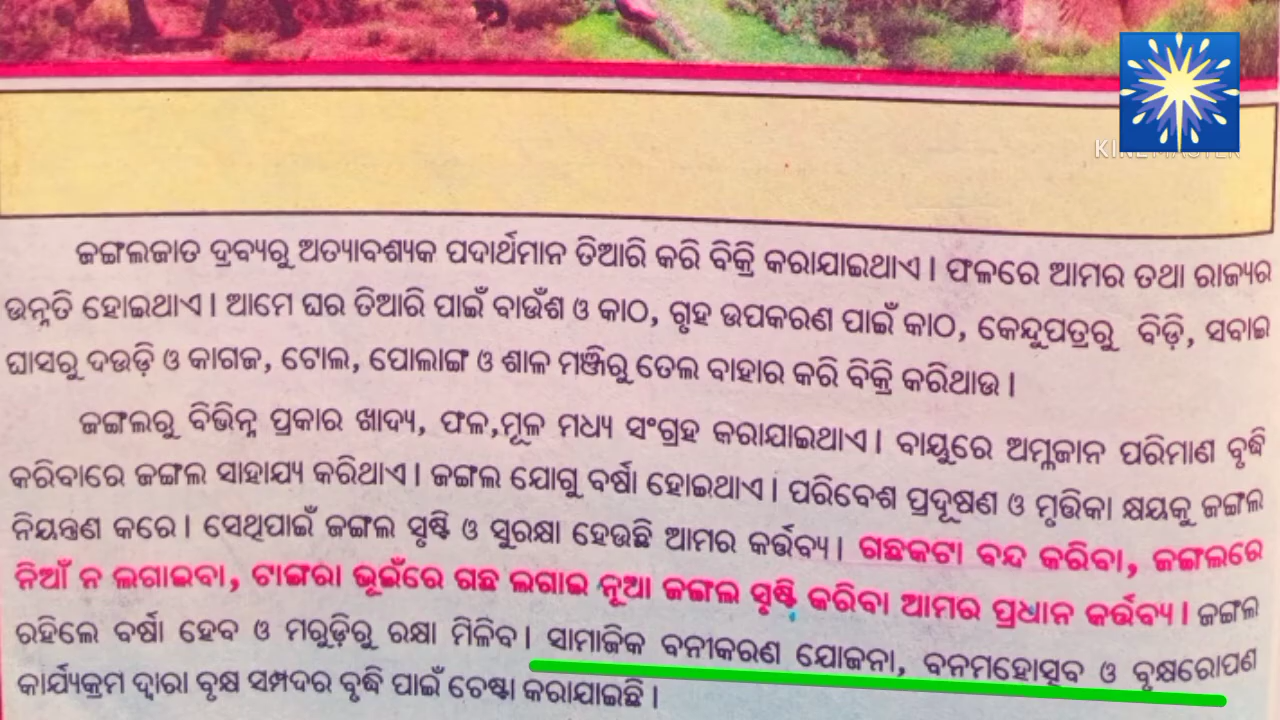 KINEMASTER
ଜଙ୍ଗଲଜାତ ଦ୍ରବ୍ୟରୁ ଅତ୍ୟାବଶ୍ୟକ ପଦାର୍ଥମାନ ତିଆରି କରି ବିକ୍ରି କରାଯାଇଥାଏ । ଫଳରେ ଆମର ତଥା ରାଜ୍ୟର
ଉନ୍ନତି ହୋଇଥାଏ । ଆମେ ଘର ତିଆରି ପାଇଁ ବାଉଁଶ ଓ କାଠ, ଗୃହ ଉପକରଣ ପାଇଁ କାଠ, କେନ୍ଦୁପତ୍ରରୁ ବିଡ଼ି, ସବାଇ
ଘାସରୁ ଦଉଡ଼ି ଓ କାଗଜ, ଟୋଲ, ପୋଲାଙ୍ଗ ଓ ଶାଳ ମଞ୍ଜିରୁ ତେଲ ବାହାର କରି ବିକ୍ରି କରିଥାଉ ।
ଜଙ୍ଗଲରୁ ବିଭିନ୍ନ ପ୍ରକାର ଖାଦ୍ୟ, ଫଳ,ମୂଳ ମଧ୍ୟ ସଂଗ୍ରହ କରାଯାଇଥାଏ । ବାୟୁରେ ଅମ୍ଳଜାନ ପରିମାଣ ବୃଦ୍ଧି
କରିବାରେ ଜଙ୍ଗଲ ସାହାଯ୍ୟ କରିଥାଏ । ଜଙ୍ଗଲ ଯୋଗୁ ବର୍ଷା ହୋଇଥାଏ । ପରିବେଶ ପ୍ରଦୂଷଣ ଓ ମୃତ୍ତିକା କ୍ଷୟକୁ ଜଙ୍ଗଲ
ନିୟନ୍ତ୍ରଣ କରେ । ସେଥିପାଇଁ ଜଙ୍ଗଲ ସୃଷ୍ଟି ଓ ସୁରକ୍ଷା ହେଉଛି ଆମର କର୍ତ୍ତବ୍ୟ । ଗଛକଟା ବନ୍ଦ କରିବା, ଜଙ୍ଗଲରେ
ନିଆଁ ନ ଲଗାଇବା, ଟାଙ୍ଗରା ଭୂଇଁରେ ଗଛ ଲଗାଇ ନୂଆ ଜଙ୍ଗଲ ସୃଷ୍ଟି କରିବା ଆମର ପ୍ରଧାନ କର୍ତ୍ତବ୍ୟ । ଜଙ୍ଗଲ
ରହିଲେ ବର୍ଷା ହେବ ଓ ମରୁଡ଼ିରୁ ରକ୍ଷା ମିଳିବ । ସାମାଜିକ ବନୀକରଣ ଯୋଜନା, ବନମହୋତ୍ସବ ଓ ବୃକ୍ଷରୋପଣ
କାର୍ଯ୍ୟକ୍ରମ ଦ୍ୱାରା ବୃକ୍ଷ ସମ୍ପଦର ବୃଦ୍ଧି ପାଇଁ ଚେଷ୍ଟା କରାଯାଇଛି ।